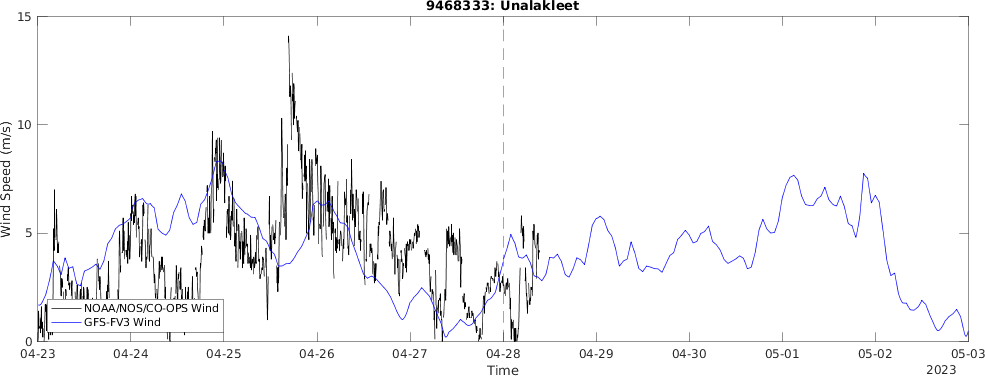 9468333: Unalakleet
15
10
5
0
Wind Speed (m/s)
NOAA/NOS/CO-OPS Wind
GFS-FV3 Wind
04-23 04-24 04-25 04-26 04-27 04-28 04-29 04-30 05-01 05-02 05-03
Time
2023